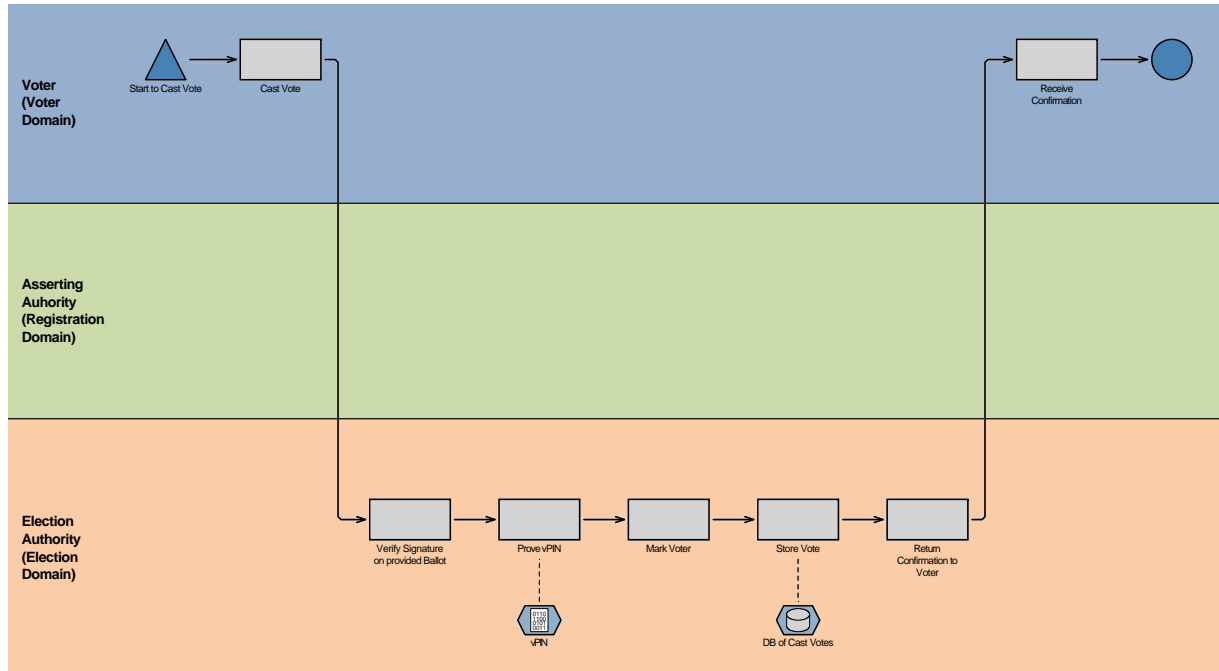 Voter
(Voter
Domain)
Start to Cast Vote
Cast Vote
Receive
Confirmation
Asserting
Auhority
(Registration
Domain)
Election
Authority
(Election
Domain)
Verify Signature
on provided Ballot
Prove vPIN
Mark Voter
Store Vote
Return
Confirmation to
Voter
0110
1100
0101
0011
vPIN
DB of Cast Votes